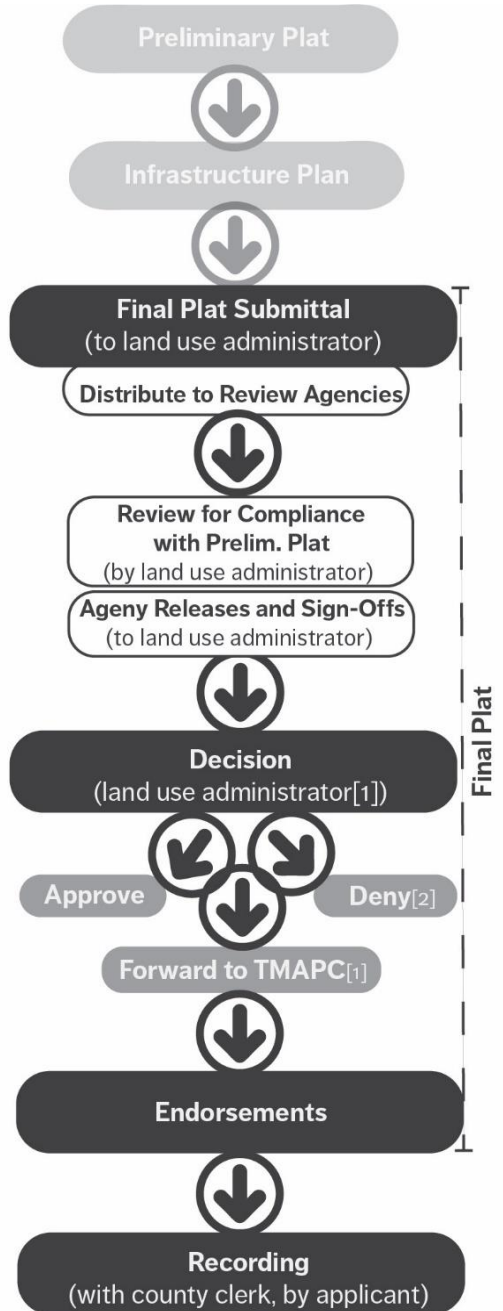 Preliminary Plat
Infrastructure Plan
Final Plat Submittal
(to land use administrator)
Distribute to Review Agencies
Review for Compliance
with Prelim. Plat
(by land use administrator)
Ageny Releases and Sign-Offs
(to land use administrator)
Decision
(land use administrator[1])
Approve
Deny[2]
Forward to TMAPC[1]
Endorsements
Final Plat
Recording
(with county clerk, by applicant)